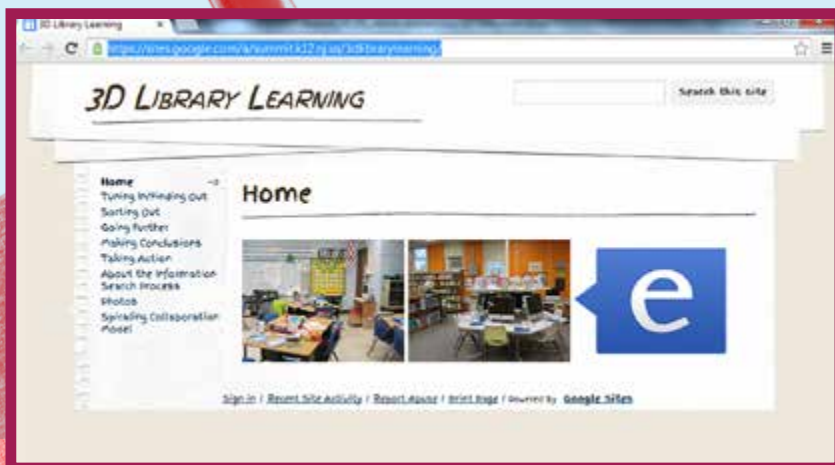 3D Library Learning
https://sites.google.com/a/summit.k12.nj.us/3dlibrarylearning/
3D LIBRARY LEARNING
Search this site
Home
Tuning In/Finding Out
Sorting Out
Going Further
Making Conclusions
Taking Action
About the Information
Search Process
Photos
Spiraling Collaboration
Model
Home
e
Sign in | Recent Site Activity | Report Abuse | Print Page | Powered By Google Sites